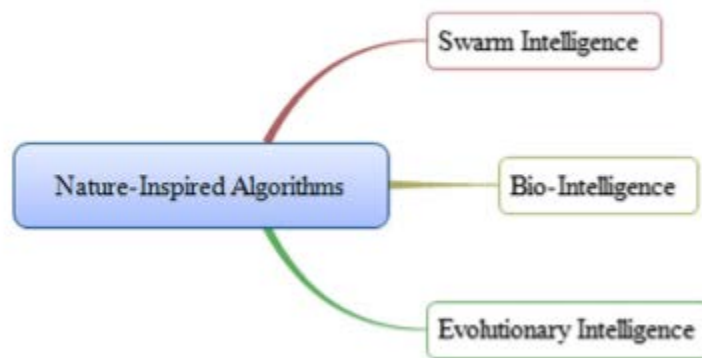 Swarm Intelligence
Nature-Inspired Algorithms
Bio-Intelligence
Evolutionary Intelligence